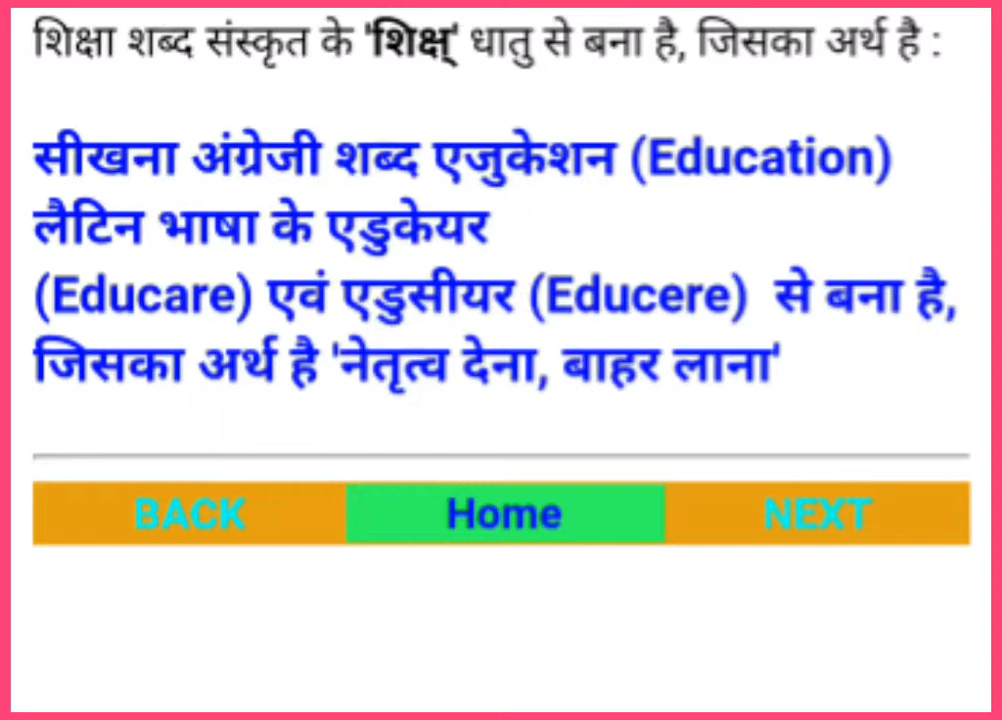 शिक्षा शब्द संस्कृत के 'शिक्ष्' धातु से बना है, जिसका अर्थ है :
सीखना अंग्रेजी शब्द एजुकेशन (Education)
लैटिन भाषा के एडुकेयर
(Educare) एवं एडुसीयर (Educere) से बना है,
जिसका अर्थ है 'नेतृत्व देना, बाहर लाना'
BACK Home NEXT